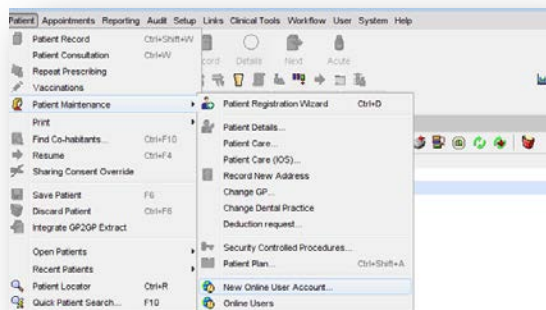 Patient Appointments Reporting Audit Setup Links Clinical Tools Workflow User System Help
Patient Record Ctrl+Shift+W
Patient Consultation Ctrl+W
Repeat Prescribing
Vaccinations
Patient Maintenance
Print
Find Co-habitants... Ctrl+F10
Resume Ctrl+F4
Sharing Consent Override
Save Patient F6
Discard Patient Ctrl+F6
Integrate GP2GP Extract
Open Patients
Recent Patients
Patient Locator Ctrl+R
Quick Patient Search... F10
Details Next Acute
Patient Registration Wizard Ctrl+D
Patient Details...
Patient Care...
Patient Care (IOS)...
Record New Address
Change GP...
Change Dental Practice
Deduction request...
Security Controlled Procedures...
Patient Plan... Ctrl+Shift+A
New Online User Account...
Online Users